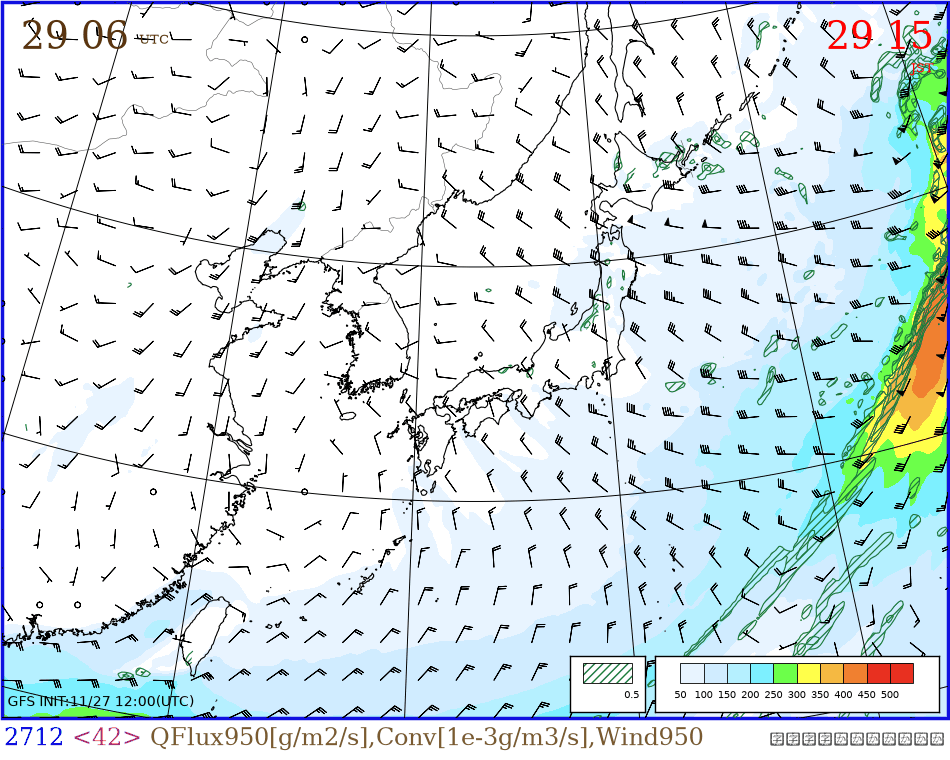 29 06 UTC
29 15
JST
0.5
50 100 150 200 250 300 350 400 450 500
GFS INIT:11/27 12:00(UTC)
2712 <42> QFlux950[g/m2/s],Conv[1e-3g/m3/s],Wind950